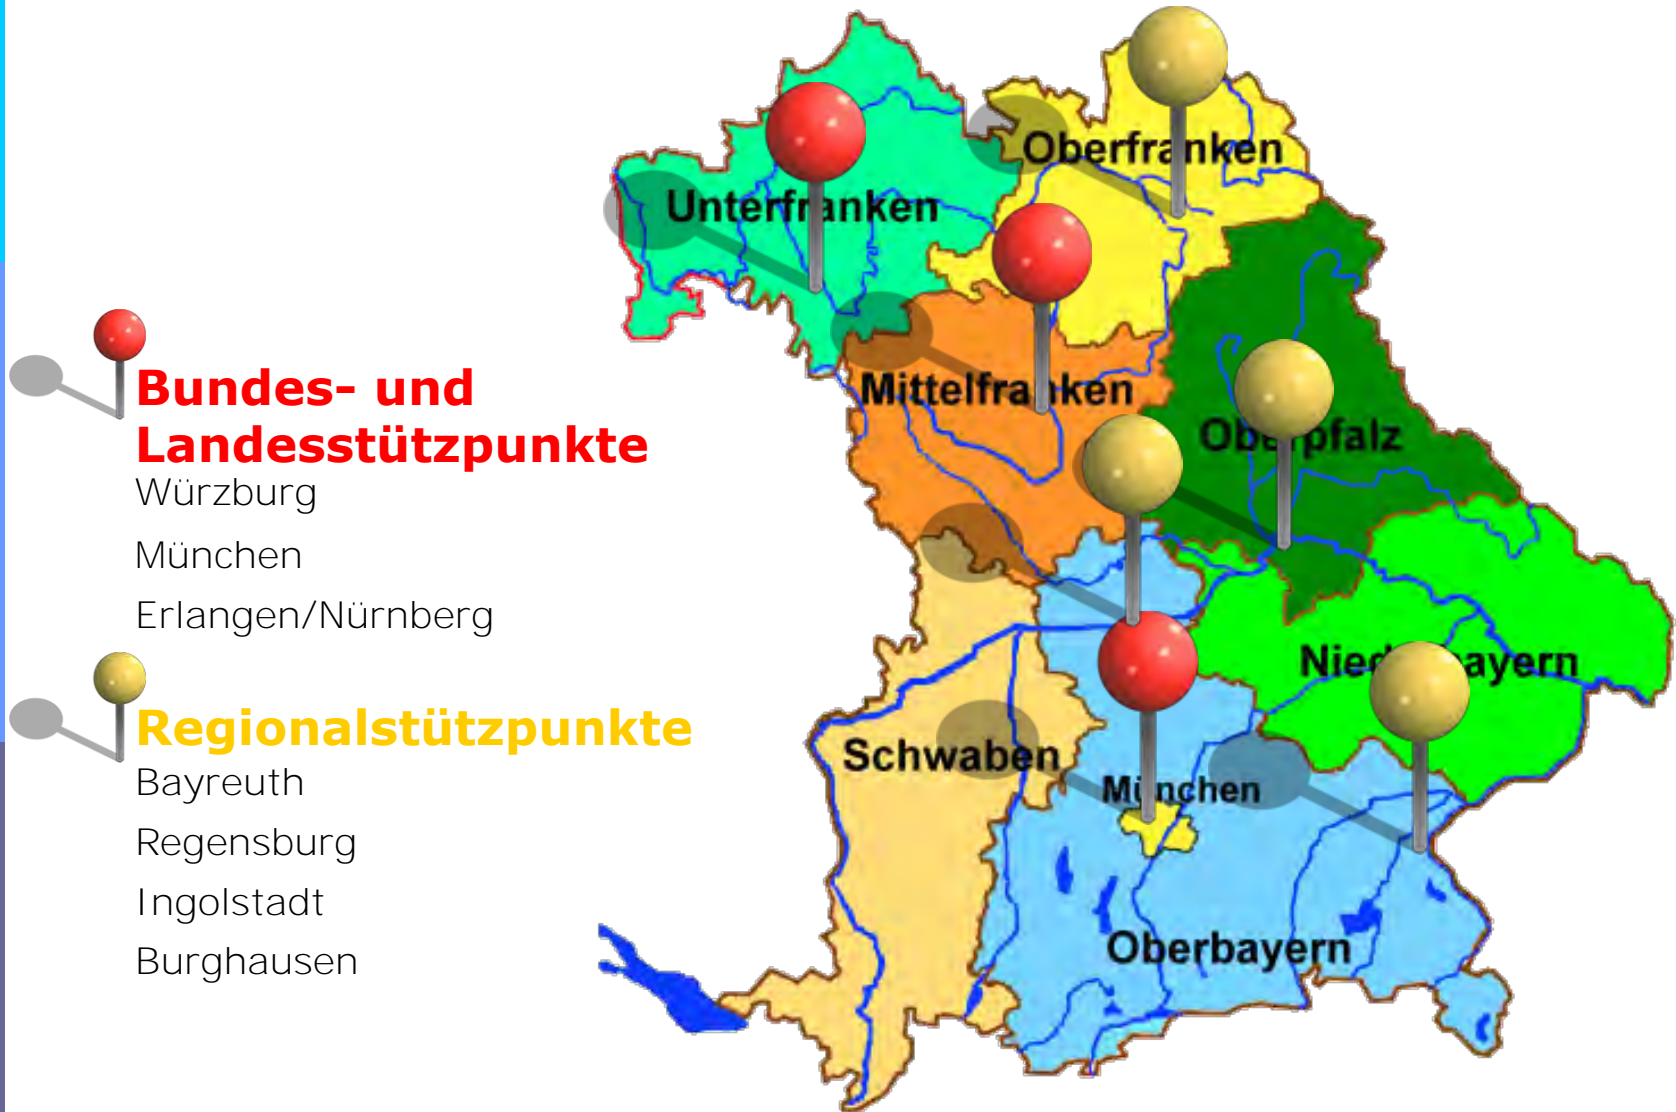 Bundes- und
Landesstützpunkte
Würzburg
München
Erlangen/Nürnberg
Regionalstützpunkte
Bayreuth
Regensburg
Ingolstadt
Burghausen
Oberfranken
Unterfranken
Mittelfranken
Oberpfalz
Niederbayern
Schwaben
München
Oberbayern